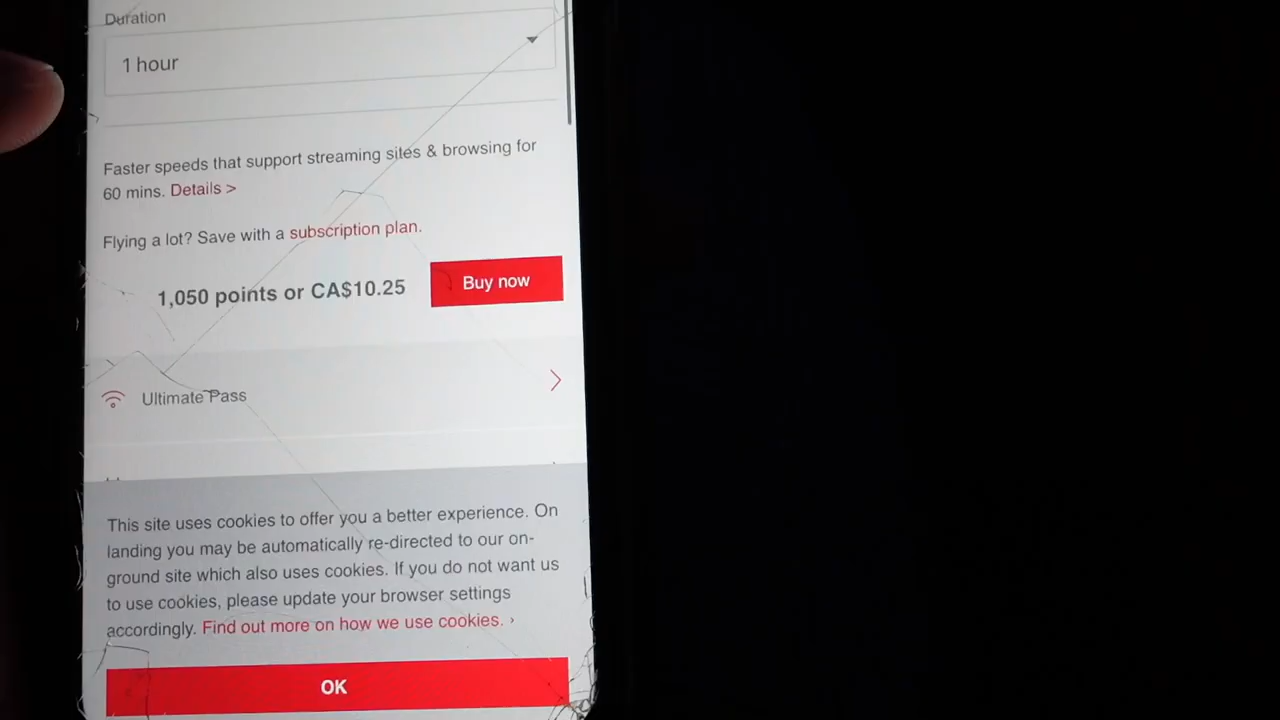 Duration
1 hour
Faster speeds that support streaming sites & browsing for
60 mins. Details >
Flying a lot? Save with a subscription plan.
1,050 points or CA$10.25
Buy now
Ultimate Pass
This site uses cookies to offer you a better experience. On
landing you may be automatically re-directed to our on-
ground site which also uses cookies. If you do not want us
to use cookies, please update your browser settings
accordingly. Find out more on how we use cookies. ›
OK